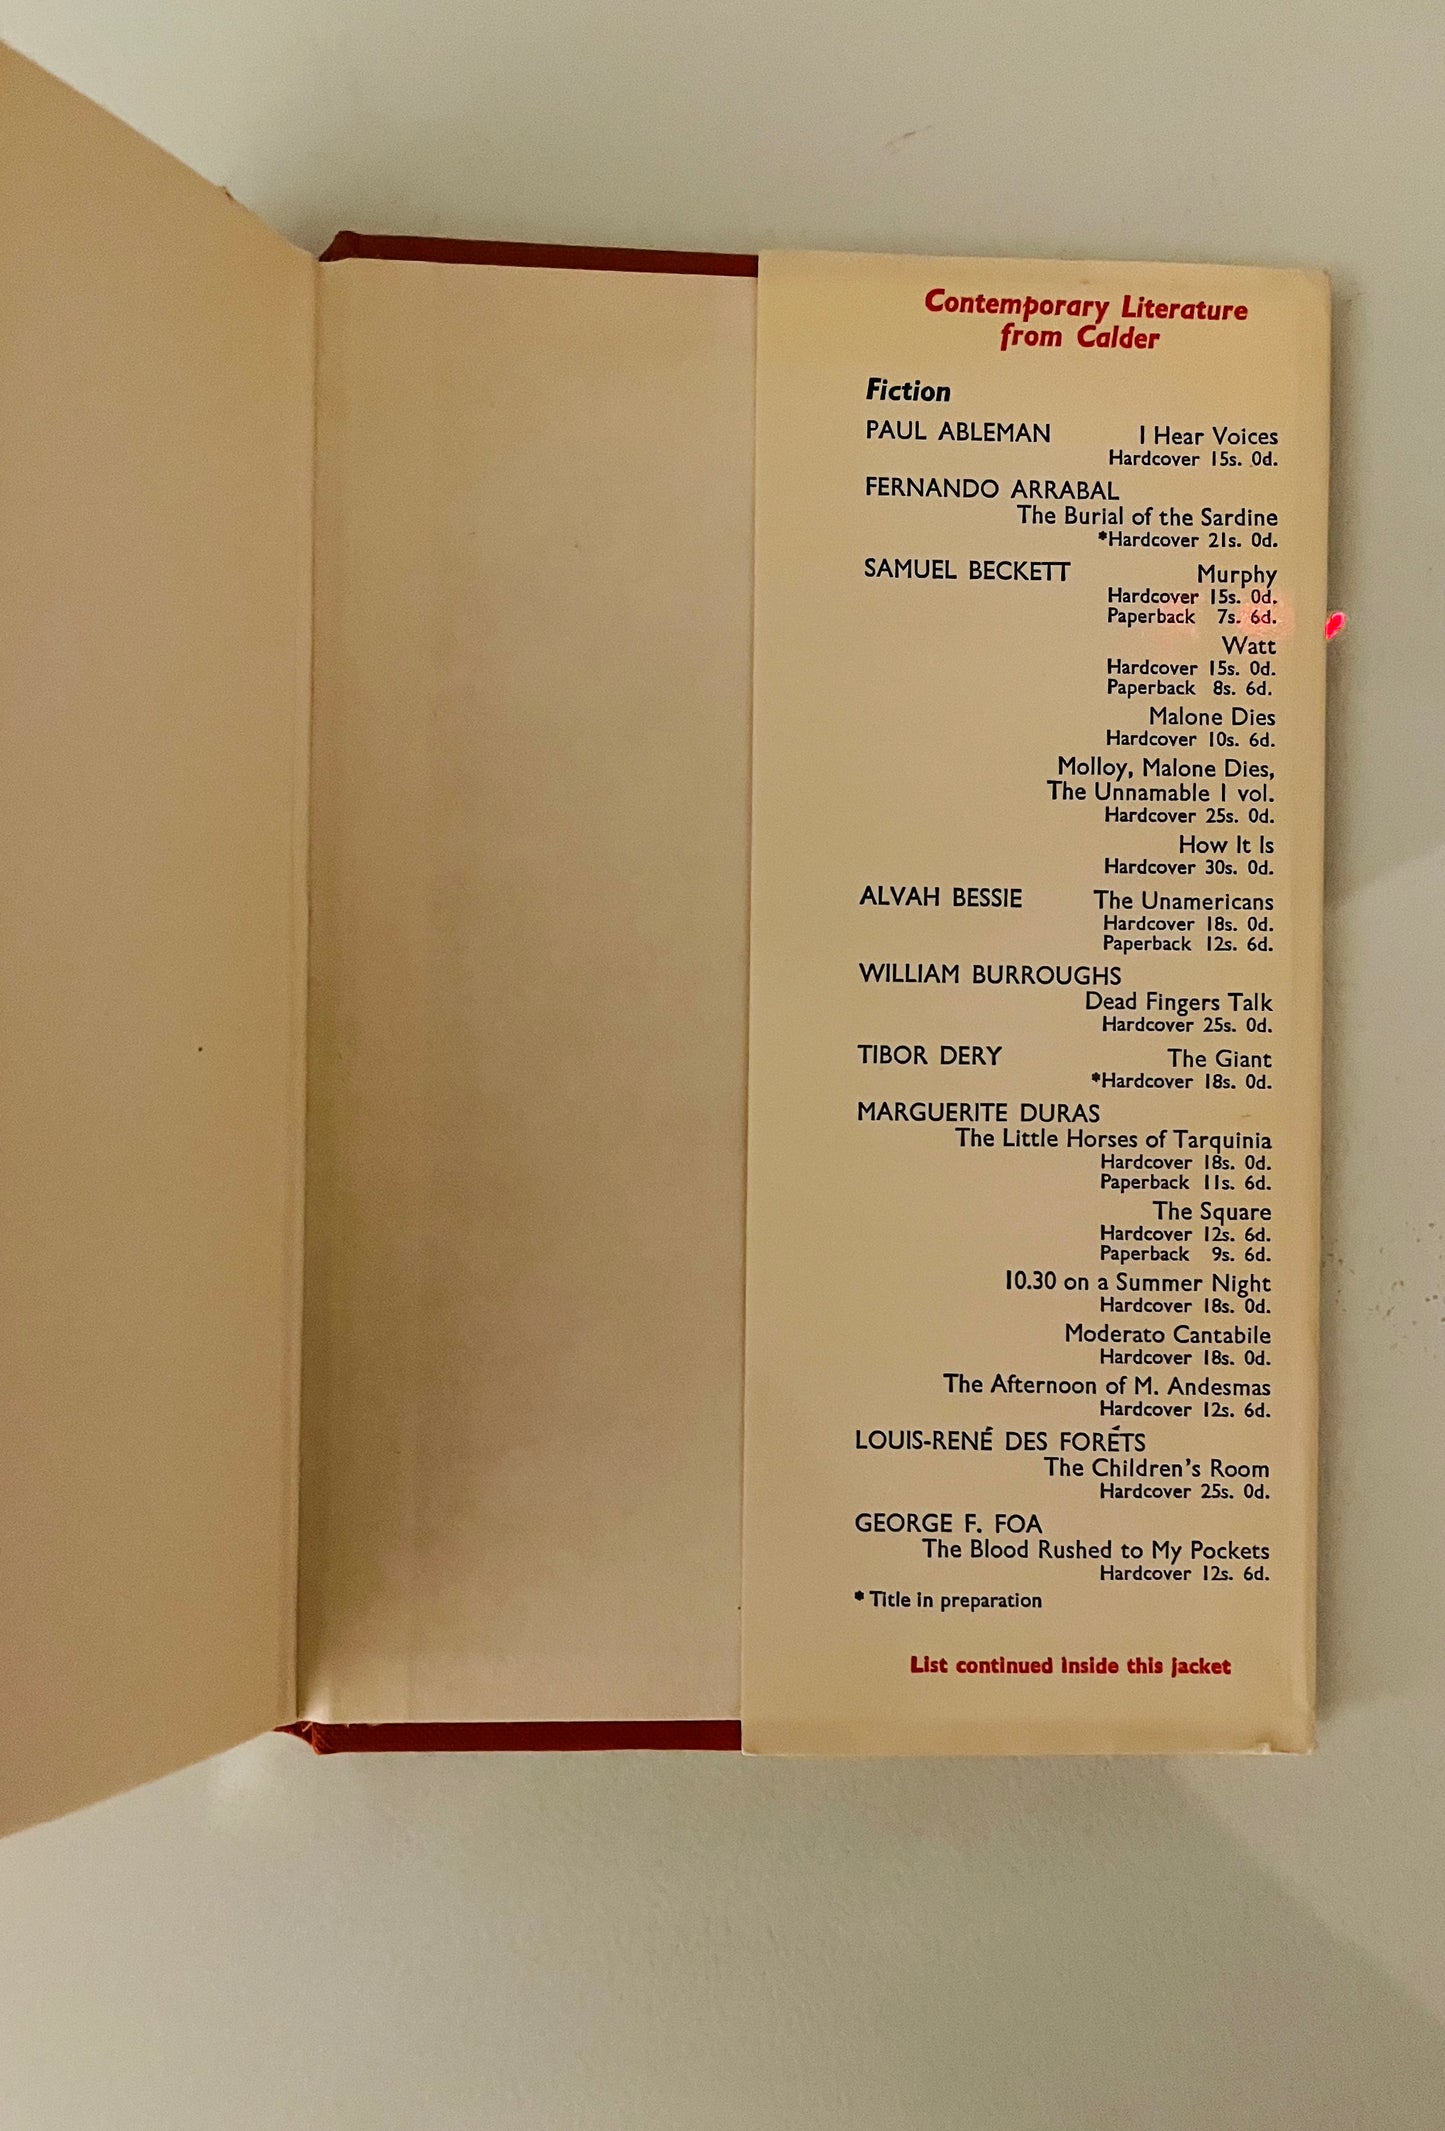 Contemporary Literature
from Calder
Fiction
PAUL ABLEMAN I Hear Voices
Hardcover 15s. 0d.
FERNANDO ARRABAL
The Burial of the Sardine
*Hardcover 21s. 0d.
SAMUEL BECKETT Murphy
Hardcover 15s. 0d.
Paperback 7s. 6d.
Watt
Hardcover 15s. 0d.
Paperback 8s. 6d.
Malone Dies
Hardcover 10s. 6d.
Molloy, Malone Dies,
The Unnamable 1 vol.
Hardcover 25s. 0d.
How It Is
Hardcover 30s. 0d.
ALVAH BESSIE The Unamericans
Hardcover 18s. 0d.
Paperback 12s. 6d.
WILLIAM BURROUGHS
Dead Fingers Talk
Hardcover 25s. 0d.
TIBOR DERY The Giant
*Hardcover 18s. 0d.
MARGUERITE DURAS
The Little Horses of Tarquinia
Hardcover 18s. 0d.
Paperback 11s. 6d.
The Square
Hardcover 12s. 6d.
Paperback 9s. 6d.
10.30 on a Summer Night
Hardcover 18s. 0d.
Moderato Cantabile
Hardcover 18s. 0d.
The Afternoon of M. Andesmas
Hardcover 12s. 6d.
LOUIS-RENÉ DES FORÉTS
The Children's Room
Hardcover 25s. 0d.
GEORGE F. FOA
The Blood Rushed to My Pockets
Hardcover 12s. 6d.
* Title in preparation
List continued inside this jacket